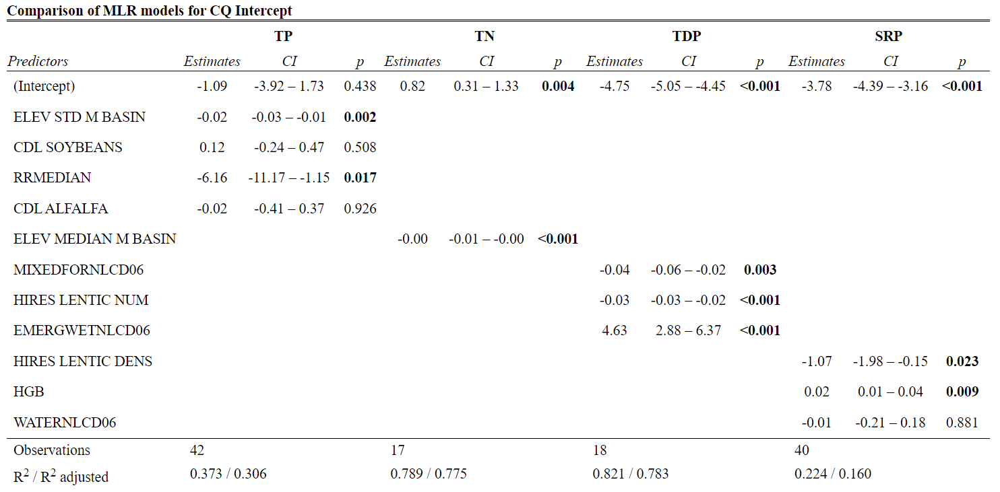 Comparison of MLR models for CQ Intercept
TP TN TDP SRP
Predictors Estimates CI p Estimates CI p Estimates CI p Estimates CI p
(Intercept) -1.09 -3.92 – 1.73 0.438 0.82 0.31 – 1.33 0.004 -4.75 -5.05 – -4.45 <0.001 -3.78 -4.39 – -3.16 <0.001
ELEV STD M BASIN -0.02 -0.03 – -0.01 0.002
CDL SOYBEANS 0.12 -0.24 – 0.47 0.508
RRMEDIAN -6.16 -11.17 – -1.15 0.017
CDL ALFALFA -0.02 -0.41 – 0.37 0.926
ELEV MEDIAN M BASIN -0.00 -0.01 – -0.00 <0.001
MIXEDFORNLCD06 -0.04 -0.06 – -0.02 0.003
HIRES LENTIC NUM -0.03 -0.03 – -0.02 <0.001
EMERGWETNLCD06 4.63 2.88 – 6.37 <0.001
HIRES LENTIC DENS -1.07 -1.98 – -0.15 0.023
HGB 0.02 0.01 – 0.04 0.009
WATERNLCD06 -0.01 -0.21 – 0.18 0.881
Observations 42 17 18 40
R² / R² adjusted 0.373 / 0.306 0.789 / 0.775 0.821 / 0.783 0.224 / 0.160